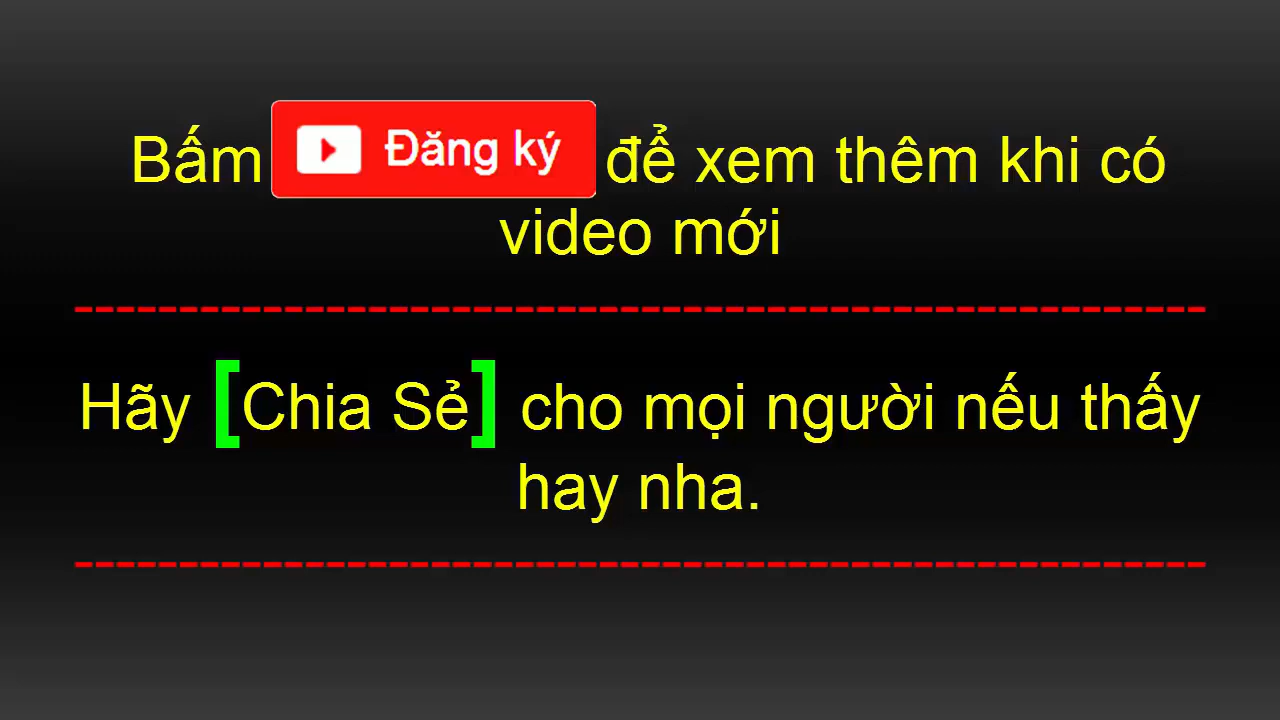 Bấm Đăng ký để xem thêm khi có
video mới
------------------------------------------------------
Hãy [Chia Sẻ] cho mọi người nếu thấy
hay nha.
------------------------------------------------------